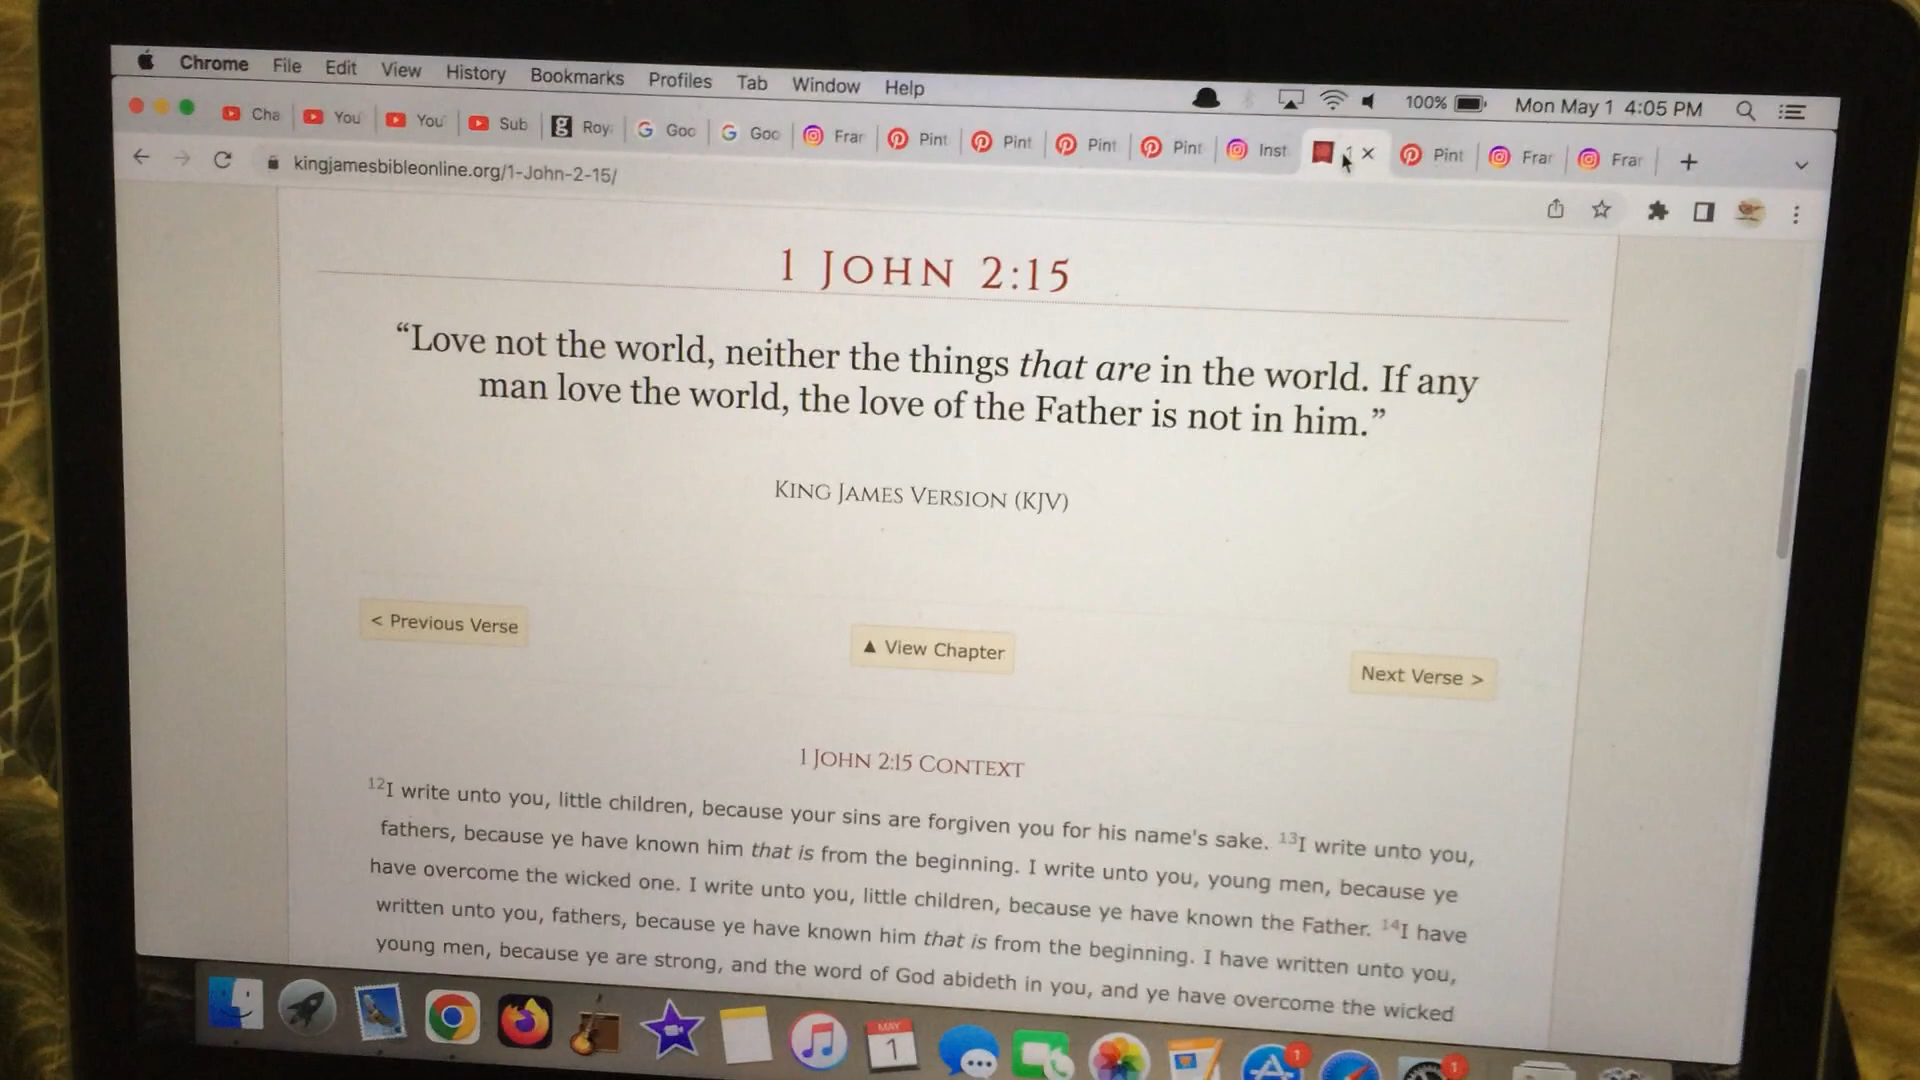 Chrome File Edit View History Bookmarks Profiles Tab Window Help 100% Mon May 1 4:05 PM
Cha You You Sub Roy Goo Goo Frar Pint Pint Pint Pint Inst 1 Pint Frar Frar
kingjamesbibleonline.org/1-John-2-15/
1 JOHN 2:15
“Love not the world, neither the things that are in the world. If any
man love the world, the love of the Father is not in him.”
KING JAMES VERSION (KJV)
< Previous Verse
▲ View Chapter
Next Verse >
1 JOHN 2:15 CONTEXT
12I write unto you, little children, because your sins are forgiven you for his name's sake. 13I write unto you,
fathers, because ye have known him that is from the beginning. I write unto you, young men, because ye
have overcome the wicked one. I write unto you, little children, because ye have known the Father. 14I have
written unto you, fathers, because ye have known him that is from the beginning. I have written unto you,
young men, because ye are strong, and the word of God abideth in you, and ye have overcome the wicked
MAY
1
1
1